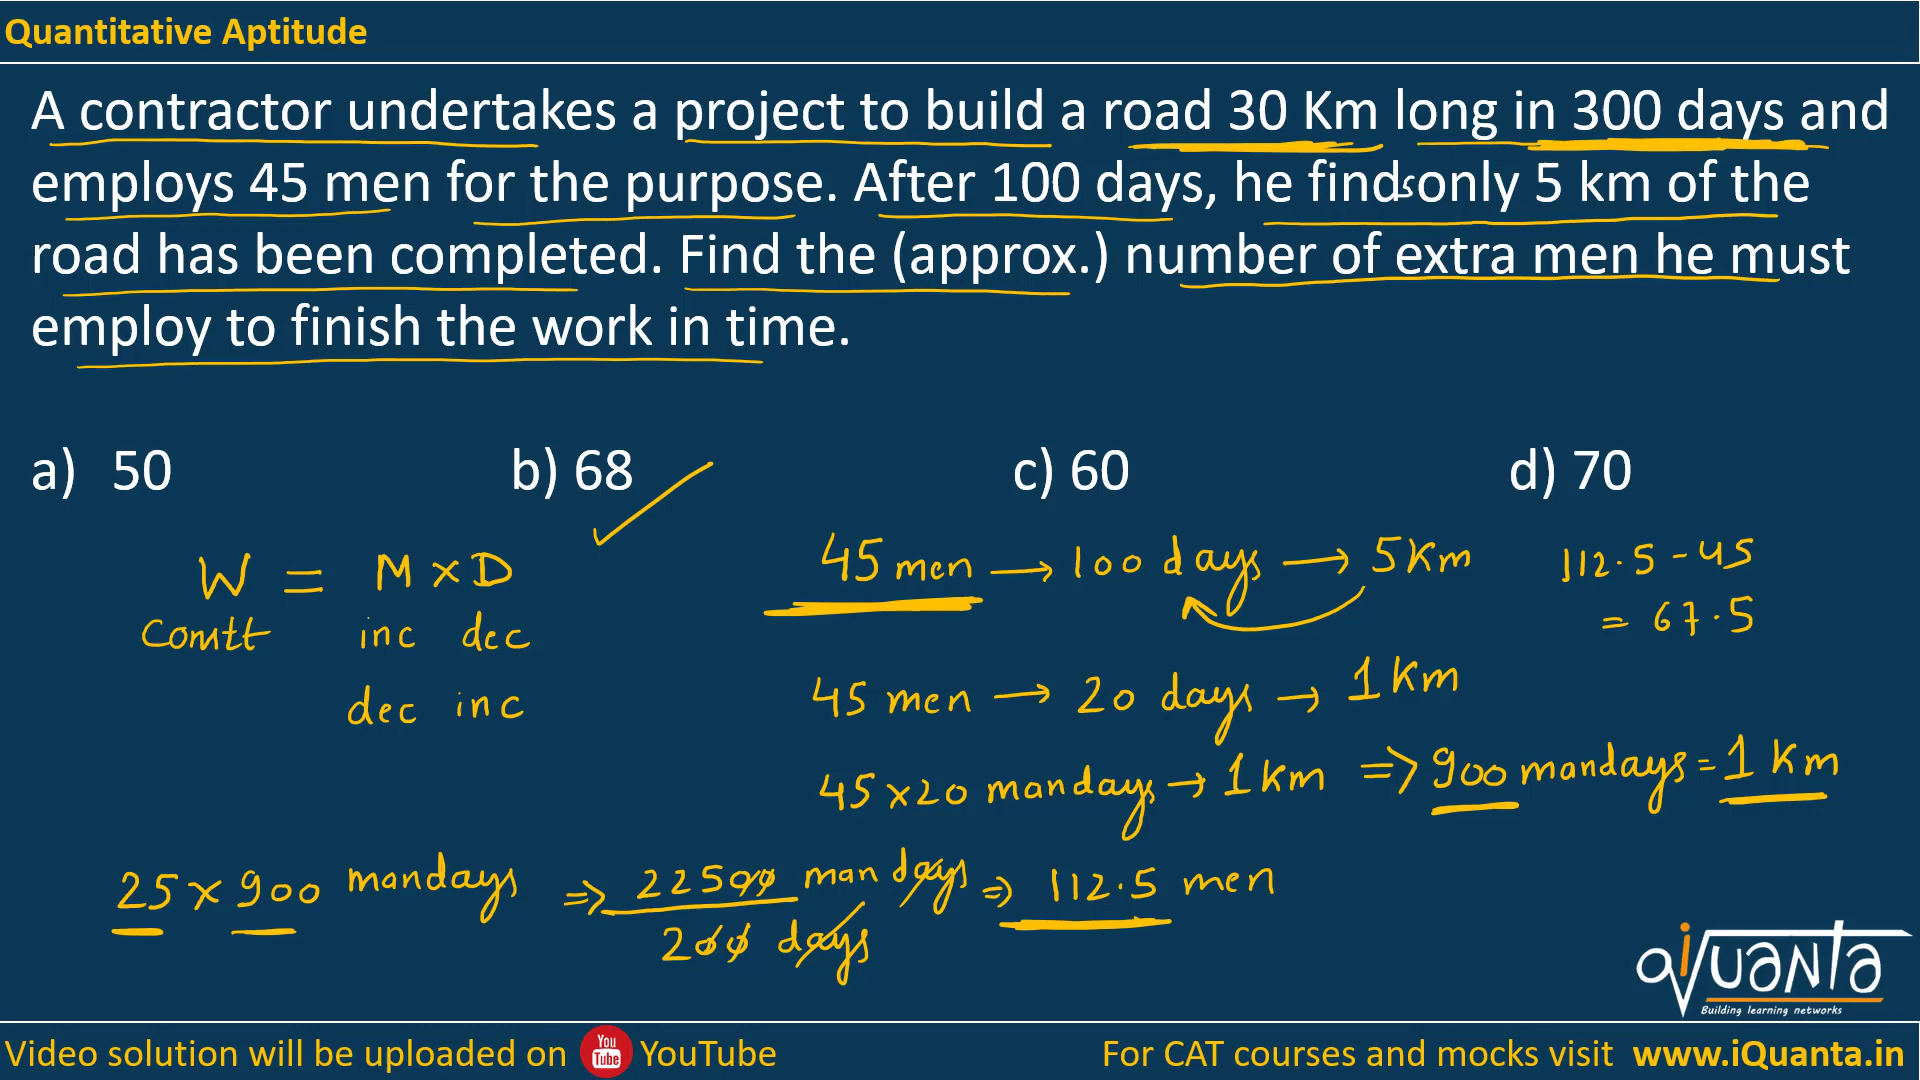 Quantitative Aptitude
A contractor undertakes a project to build a road 30 Km long in 300 days and
employs 45 men for the purpose. After 100 days, he finds only 5 km of the
road has been completed. Find the (approx.) number of extra men he must
employ to finish the work in time.
a) 50 b) 68 c) 60 d) 70
W = M × D
Constt inc dec
dec inc
45 men → 100 days → 5 Km
112.5 - 45
= 67.5
45 men → 20 days → 1 Km
45 × 20 mandays → 1 Km ⇒ 900 mandays = 1 Km
25 × 900 mandays ⇒ 22500 man days ⇒ 112.5 men
200 days
iQuanta
Building learning networks
Video solution will be uploaded on You Tube YouTube
For CAT courses and mocks visit www.iQuanta.in